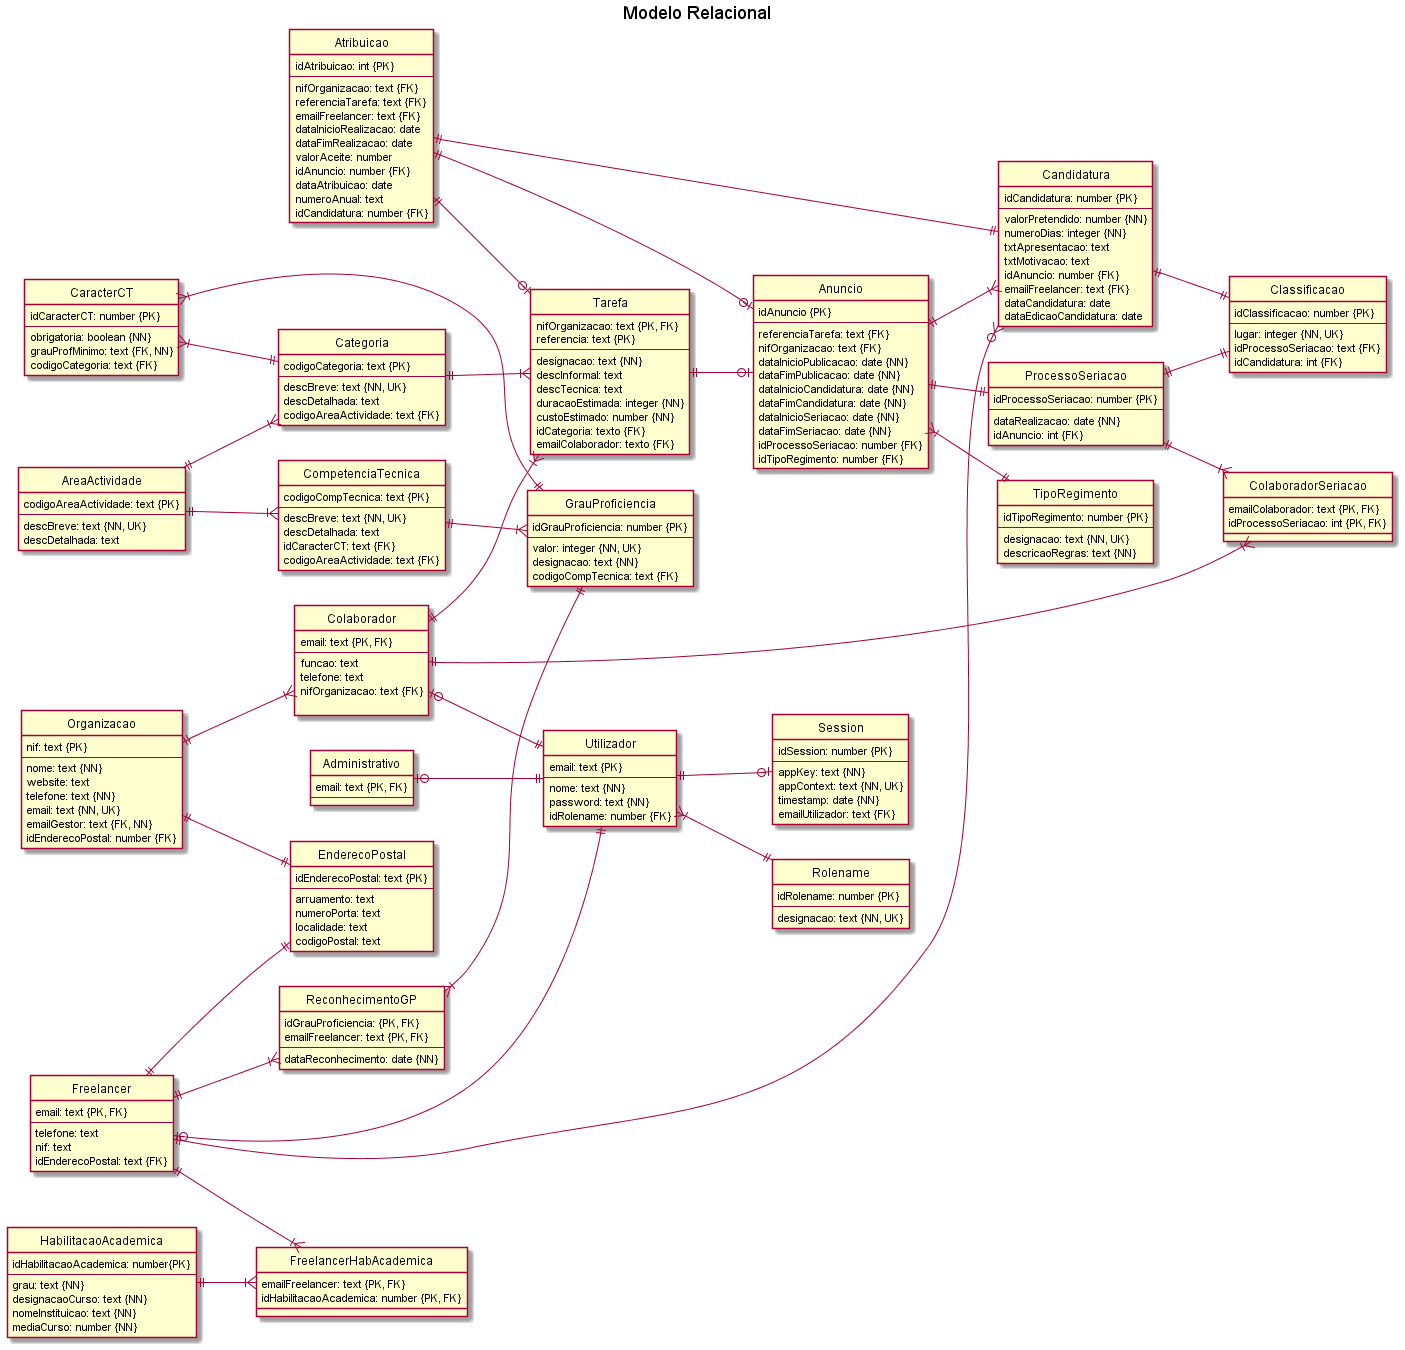 Modelo Relacional
Atribuicao
idAtribuicao: int {PK}
nifOrganizacao: text {FK}
referenciaTarefa: text {FK}
emailFreelancer: text {FK}
dataInicioRealizacao: date
dataFimRealizacao: date
valorAceite: number
idAnuncio: number {FK}
dataAtribuicao: date
numeroAnual: text
idCandidatura: number {FK}
Candidatura
idCandidatura: number {PK}
valorPretendido: number {NN}
numeroDias: integer {NN}
txtApresentacao: text
txtMotivacao: text
idAnuncio: number {FK}
emailFreelancer: text {FK}
dataCandidatura: date
dataEdicaoCandidatura: date
CaracterCT
idCaracterCT: number {PK}
obrigatoria: boolean {NN}
grauProfMinimo: text {FK, NN}
codigoCategoria: text {FK}
Categoria
codigoCategoria: text {PK}
descBreve: text {NN, UK}
descDetalhada: text
codigoAreaActividade: text {FK}
Tarefa
nifOrganizacao: text {PK, FK}
referencia: text {PK}
designacao: text {NN}
descInformal: text
descTecnica: text
duracaoEstimada: integer {NN}
custoEstimado: number {NN}
idCategoria: texto {FK}
emailColaborador: texto {FK}
Anuncio
idAnuncio {PK}
referenciaTarefa: text {FK}
nifOrganizacao: text {FK}
dataInicioPublicacao: date {NN}
dataFimPublicacao: date {NN}
dataInicioCandidatura: date {NN}
dataFimCandidatura: date {NN}
dataInicioSeriacao: date {NN}
dataFimSeriacao: date {NN}
idProcessoSeriacao: number {FK}
idTipoRegimento: number {FK}
Classificacao
idClassificacao: number {PK}
lugar: integer {NN, UK}
idProcessoSeriacao: text {FK}
idCandidatura: int {FK}
ProcessoSeriacao
idProcessoSeriacao: number {PK}
dataRealizacao: date {NN}
idAnuncio: int {FK}
AreaActividade
codigoAreaActividade: text {PK}
descBreve: text {NN, UK}
descDetalhada: text
CompetenciaTecnica
codigoCompTecnica: text {PK}
descBreve: text {NN, UK}
descDetalhada: text
idCaracterCT: text {FK}
codigoAreaActividade: text {FK}
GrauProficiencia
idGrauProficiencia: number {PK}
valor: integer {NN, UK}
designacao: text {NN}
codigoCompTecnica: text {FK}
TipoRegimento
idTipoRegimento: number {PK}
designacao: text {NN, UK}
descricaoRegras: text {NN}
ColaboradorSeriacao
emailColaborador: text {PK, FK}
idProcessoSeriacao: int {PK, FK}
Colaborador
email: text {PK, FK}
funcao: text
telefone: text
nifOrganizacao: text {FK}
Organizacao
nif: text {PK}
nome: text {NN}
website: text
telefone: text {NN}
email: text {NN, UK}
emailGestor: text {FK, NN}
idEnderecoPostal: number {FK}
Administrativo
email: text {PK, FK}
Utilizador
email: text {PK}
nome: text {NN}
password: text {NN}
idRolename: number {FK}
Session
idSession: number {PK}
appKey: text {NN}
appContext: text {NN, UK}
timestamp: date {NN}
emailUtilizador: text {FK}
EnderecoPostal
idEnderecoPostal: text {PK}
arruamento: text
numeroPorta: text
localidade: text
codigoPostal: text
Rolename
idRolename: number {PK}
designacao: text {NN, UK}
ReconhecimentoGP
idGrauProficiencia: {PK, FK}
emailFreelancer: text {PK, FK}
dataReconhecimento: date {NN}
Freelancer
email: text {PK, FK}
telefone: text
nif: text
idEnderecoPostal: text {FK}
HabilitacaoAcademica
idHabilitacaoAcademica: number{PK}
grau: text {NN}
designacaoCurso: text {NN}
nomeInstituicao: text {NN}
mediaCurso: number {NN}
FreelancerHabAcademica
emailFreelancer: text {PK, FK}
idHabilitacaoAcademica: number {PK, FK}